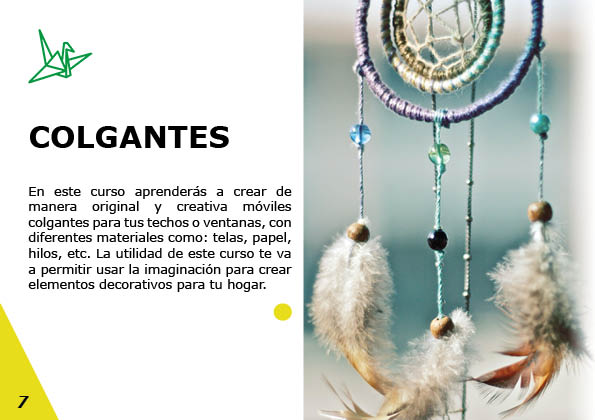 COLGANTES
En este curso aprenderás a crear de
manera original y creativa móviles
colgantes para tus techos o ventanas, con
diferentes materiales como: telas, papel,
hilos, etc. La utilidad de este curso te va
a permitir usar la imaginación para crear
elementos decorativos para tu hogar.
7